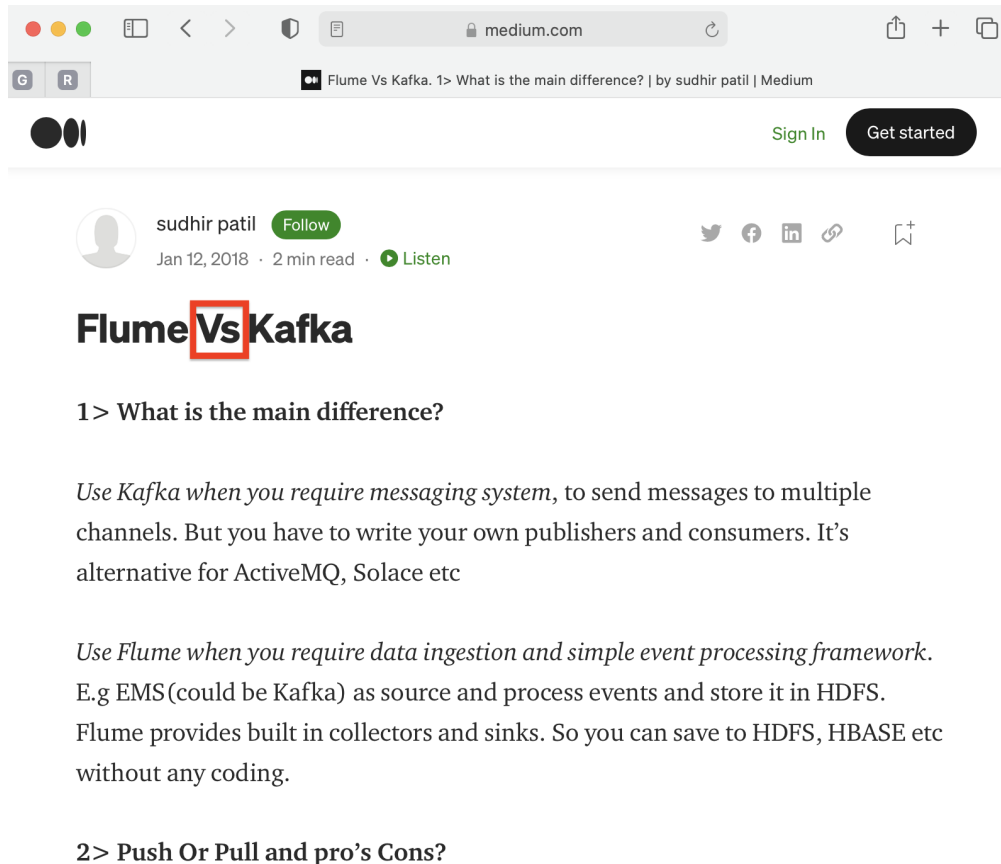 medium.com
G
R
Flume Vs Kafka. 1> What is the main difference? | by sudhir patil | Medium
Sign In
Get started
sudhir patil
Follow
Jan 12, 2018 · 2 min read · Listen
Flume Vs Kafka
1> What is the main difference?
Use Kafka when you require messaging system, to send messages to multiple
channels. But you have to write your own publishers and consumers. It’s
alternative for ActiveMQ, Solace etc
Use Flume when you require data ingestion and simple event processing framework.
E.g EMS(could be Kafka) as source and process events and store it in HDFS.
Flume provides built in collectors and sinks. So you can save to HDFS, HBASE etc
without any coding.
2> Push Or Pull and pro’s Cons?